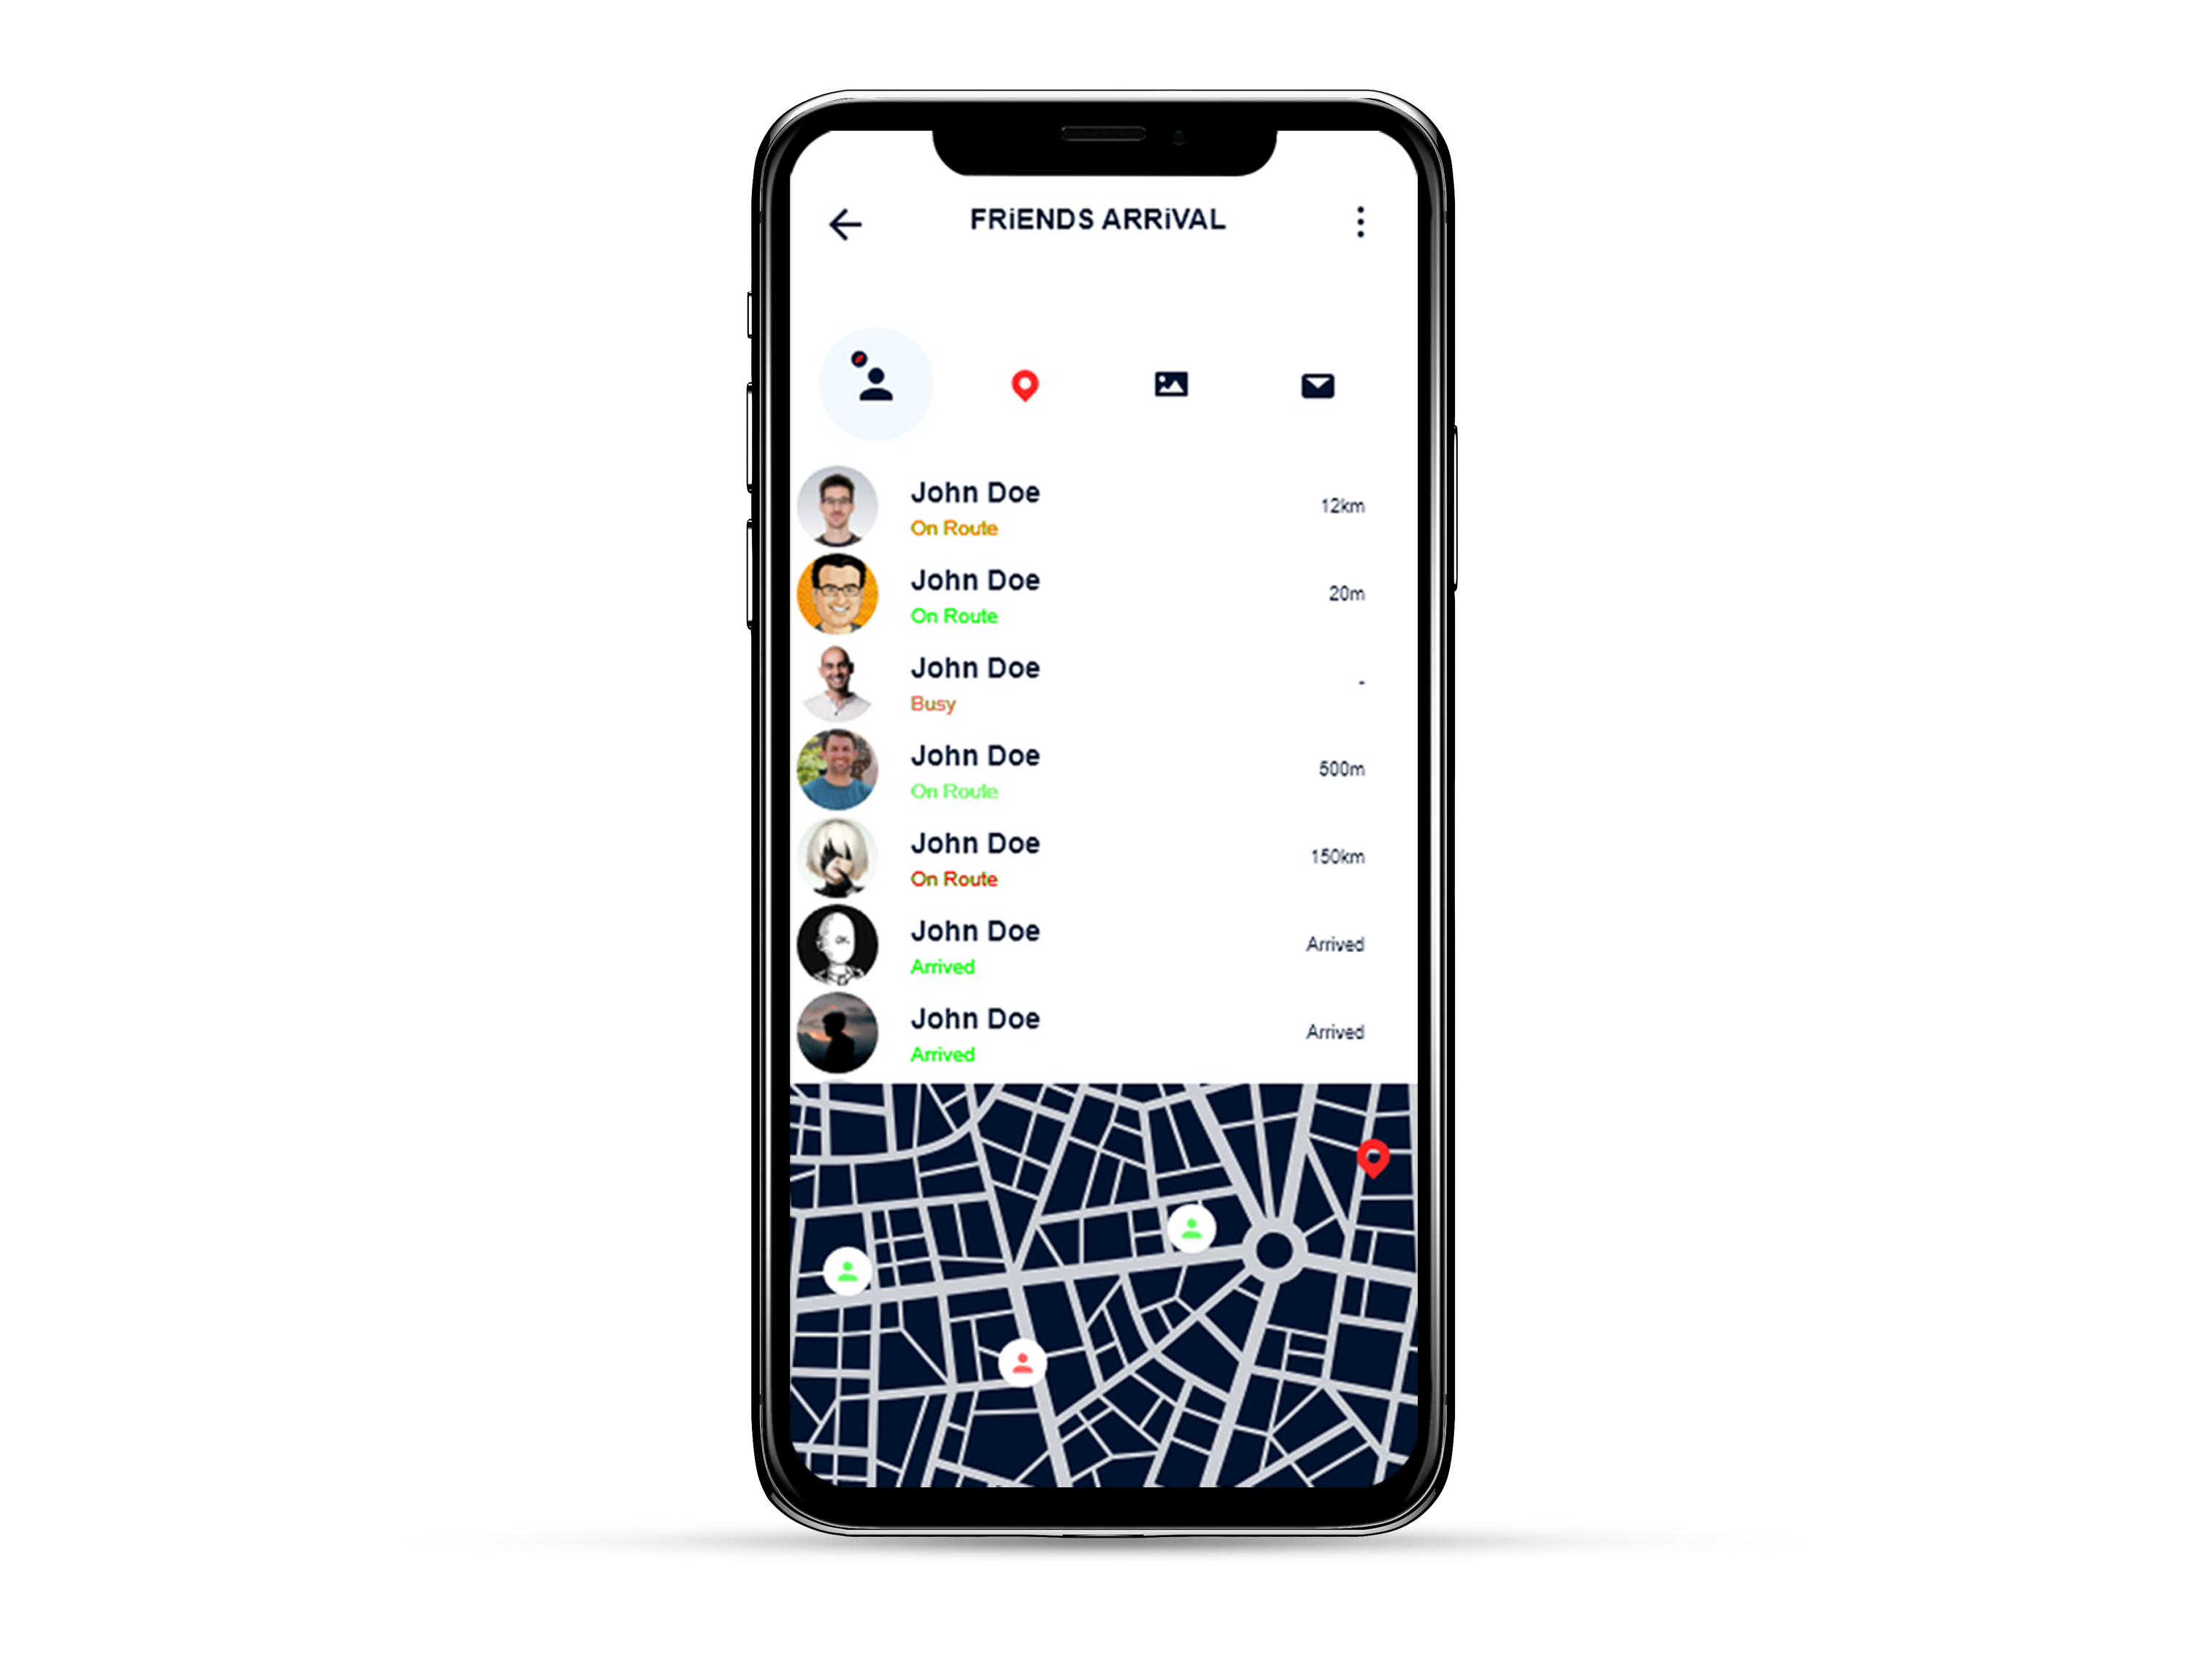 FRiENDS ARRiVAL
John Doe
On Route
12km
John Doe
On Route
20m
John Doe
Busy
-
John Doe
On Route
500m
John Doe
On Route
150km
John Doe
Arrived
Arrived
John Doe
Arrived
Arrived